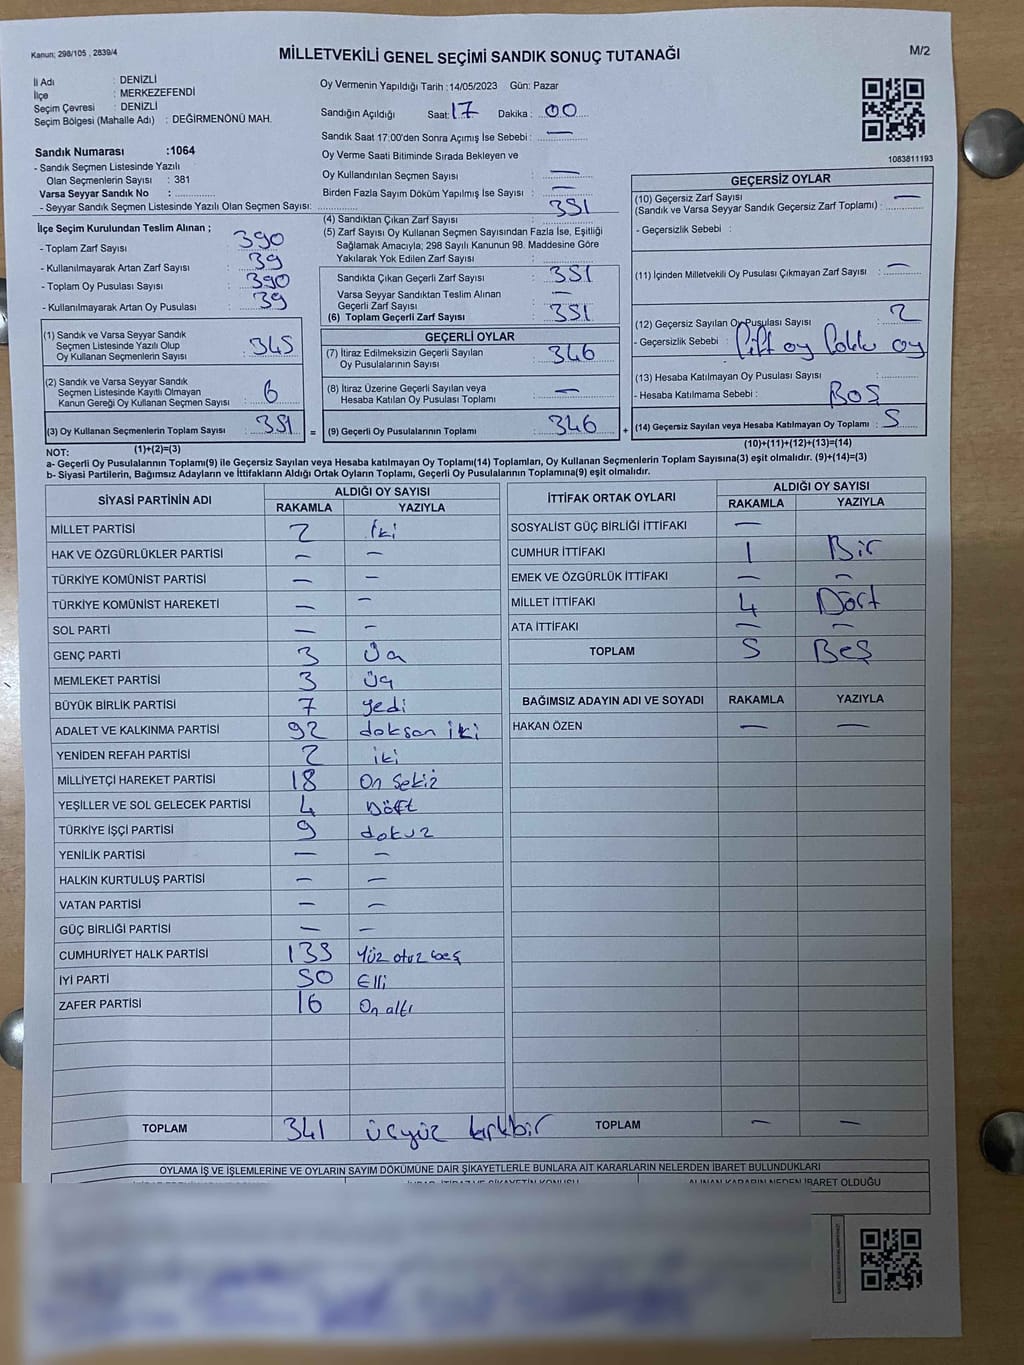 Kanun; 298/105 , 2839/4
MİLLETVEKİLİ GENEL SEÇİMİ SANDIK SONUÇ TUTANAĞI
M/2
İl Adı : DENİZLİ
İlçe : MERKEZEFENDİ
Seçim Çevresi : DENİZLİ
Seçim Bölgesi (Mahalle Adı) : DEĞİRMENÖNÜ MAH.
Sandık Numarası :1064
- Sandık Seçmen Listesinde Yazılı
Olan Seçmenlerin Sayısı : 381
Varsa Seyyar Sandık No :
- Seyyar Sandık Seçmen Listesinde Yazılı Olan Seçmen Sayısı:
Oy Vermenin Yapıldığı Tarih :14/05/2023 Gün: Pazar
Sandığın Açıldığı Saat: 17 Dakika : 00
Sandık Saat 17:00'den Sonra Açımış İse Sebebi : —
Oy Verme Saati Bitiminde Sırada Bekleyen ve
Oy Kullandırılan Seçmen Sayısı : —
Birden Fazla Sayım Döküm Yapılmış İse Sayısı : —
1083811193
İlçe Seçim Kurulundan Teslim Alınan ;
- Toplam Zarf Sayısı : 390
- Kullanılmayarak Artan Zarf Sayısı : 39
- Toplam Oy Pusulası Sayısı : 390
- Kullanılmayarak Artan Oy Pusulası : 39
(4) Sandıktan Çıkan Zarf Sayısı : 351
(5) Zarf Sayısı Oy Kullanan Seçmen Sayısından Fazla İse, Eşitliği
Sağlamak Amacıyla; 298 Sayılı Kanunun 98. Maddesine Göre
Yakılarak Yok Edilen Zarf Sayısı :
Sandıkta Çıkan Geçerli Zarf Sayısı : 351
Varsa Seyyar Sandıktan Teslim Alınan
Geçerli Zarf Sayısı : —
(6) Toplam Geçerli Zarf Sayısı : 351
GEÇERSİZ OYLAR
(10) Geçersiz Zarf Sayısı
(Sandık ve Varsa Seyyar Sandık Geçersiz Zarf Toplamı) : —
- Geçersizlik Sebebi :
(11) İçinden Milletvekili Oy Pusulası Çıkmayan Zarf Sayısı : —
(12) Geçersiz Sayılan Oy Pusulası Sayısı : 2
- Geçersizlik Sebebi : Çift oy Çoklu oy
(13) Hesaba Katılmayan Oy Pusulası Sayısı :
- Hesaba Katılmama Sebebi : BOŞ
(14) Geçersiz Sayılan veya Hesaba Katılmayan Oy Toplamı : 5
(10)+(11)+(12)+(13)=(14)
(1) Sandık ve Varsa Seyyar Sandık
Seçmen Listesinde Yazılı Olup
Oy Kullanan Seçmenlerin Sayısı : 345
(2) Sandık ve Varsa Seyyar Sandık
Seçmen Listesinde Kayıtlı Olmayan
Kanun Gereği Oy Kullanan Seçmen Sayısı : 6
(3) Oy Kullanan Seçmenlerin Toplam Sayısı : 351 =
(1)+(2)=(3)
GEÇERLİ OYLAR
(7) İtiraz Edilmeksizin Geçerli Sayılan
Oy Pusulalarının Sayısı : 346
(8) İtiraz Üzerine Geçerli Sayılan veya
Hesaba Katılan Oy Pusulası Toplamı : —
(9) Geçerli Oy Pusulalarının Toplamı : 346 +
NOT:
a- Geçerli Oy Pusulalarının Toplamı(9) ile Geçersiz Sayılan veya Hesaba katılmayan Oy Toplamı(14) Toplamları, Oy Kullanan Seçmenlerin Toplam Sayısına(3) eşit olmalıdır. (9)+(14)=(3)
b- Siyasi Partilerin, Bağımsız Adayların ve İttifakların Aldığı Ortak Oyların Toplamı, Geçerli Oy Pusulalarının Toplamına(9) eşit olmalıdır.
SİYASİ PARTİNİN ADI ALDIĞI OY SAYISI
RAKAMLA YAZIYLA
MİLLET PARTİSİ 2 İki
HAK VE ÖZGÜRLÜKLER PARTİSİ — —
TÜRKİYE KOMÜNİST PARTİSİ — —
TÜRKİYE KOMÜNİST HAREKETİ — —
SOL PARTİ — —
GENÇ PARTİ 3 Üç
MEMLEKET PARTİSİ 3 üç
BÜYÜK BİRLİK PARTİSİ 7 yedi
ADALET VE KALKINMA PARTİSİ 92 doksan iki
YENİDEN REFAH PARTİSİ 2 iki
MİLLİYETÇİ HAREKET PARTİSİ 18 On Sekiz
YEŞİLLER VE SOL GELECEK PARTİSİ 4 Dört
TÜRKİYE İŞÇİ PARTİSİ 9 dokuz
YENİLİK PARTİSİ — —
HALKIN KURTULUŞ PARTİSİ — —
VATAN PARTİSİ — —
GÜÇ BİRLİĞİ PARTİSİ — —
CUMHURİYET HALK PARTİSİ 135 Yüz otuz beş
İYİ PARTİ 50 Elli
ZAFER PARTİSİ 16 On altı
TOPLAM 341 üçyüz kırkbir
İTTİFAK ORTAK OYLARI ALDIĞI OY SAYISI
RAKAMLA YAZIYLA
SOSYALİST GÜÇ BİRLİĞİ İTTİFAKI —
CUMHUR İTTİFAKI 1 Bir
EMEK VE ÖZGÜRLÜK İTTİFAKI — —
MİLLET İTTİFAKI 4 Dört
ATA İTTİFAKI — —
TOPLAM 5 Beş
BAĞIMSIZ ADAYIN ADI VE SOYADI RAKAMLA YAZIYLA
HAKAN ÖZEN — —
TOPLAM — —
OYLAMA İŞ VE İŞLEMLERİNE VE OYLARIN SAYIM DÖKÜMÜNE DAİR ŞİKAYETLERLE BUNLARA AİT KARARLARIN NELERDEN İBARET BULUNDUKLARI
ALINAN KARARIN NEDEN İBARET OLDUĞU